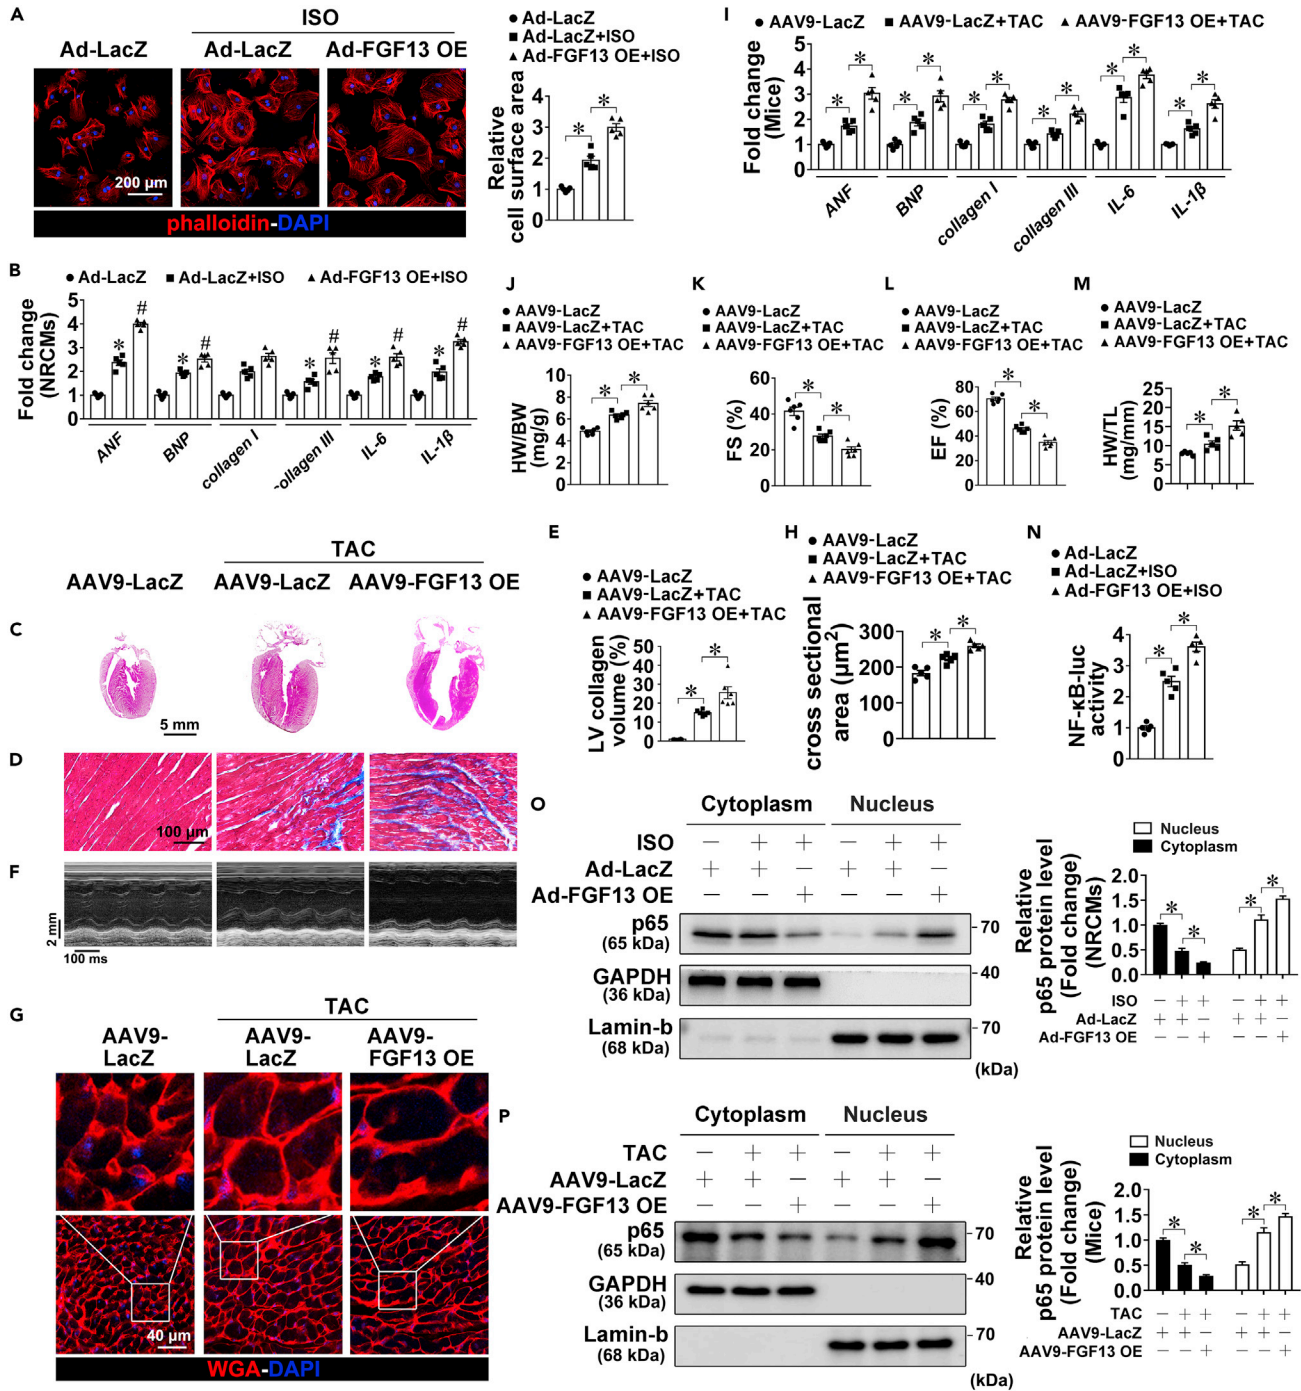 A
ISO
Ad-LacZ
Ad-LacZ
Ad-FGF13 OE
200 µm
phalloidin-DAPI
Ad-LacZ
Ad-LacZ+ISO
Ad-FGF13 OE+ISO
Relative
cell surface area
4
3
2
1
0
I
AAV9-LacZ
AAV9-LacZ+TAC
AAV9-FGF13 OE+TAC
Fold change
(Mice)
5
4
3
2
1
0
* * * * * * * * * * * *
ANF
BNP
collagen I
collagen III
IL-6
IL-1β
B
Ad-LacZ
Ad-LacZ+ISO
Ad-FGF13 OE+ISO
Fold change
(NRCMs)
5
4
3
2
1
0
* # * # * # * # * #
ANF
BNP
collagen I
collagen III
IL-6
IL-1β
J
AAV9-LacZ
AAV9-LacZ+TAC
AAV9-FGF13 OE+TAC
HW/BW
(mg/g)
10
8
6
4
2
0
* *
K
AAV9-LacZ
AAV9-LacZ+TAC
AAV9-FGF13 OE+TAC
FS (%)
80
60
40
20
0
* *
L
AAV9-LacZ
AAV9-LacZ+TAC
AAV9-FGF13 OE+TAC
EF (%)
80
60
40
20
0
* *
M
AAV9-LacZ
AAV9-LacZ+TAC
AAV9-FGF13 OE+TAC
HW/TL
(mg/mm)
25
20
15
10
5
0
* *
TAC
AAV9-LacZ
AAV9-LacZ
AAV9-FGF13 OE
C
5 mm
D
100 µm
F
2 mm
100 ms
E
AAV9-LacZ
AAV9-LacZ+TAC
AAV9-FGF13 OE+TAC
LV collagen
volume (%)
50
40
30
20
10
0
* *
H
AAV9-LacZ
AAV9-LacZ+TAC
AAV9-FGF13 OE+TAC
cross sectional
area (µm²)
300
200
100
0
* *
N
Ad-LacZ
Ad-LacZ+ISO
Ad-FGF13 OE+ISO
NF-κB-luc
activity
4
3
2
1
0
* *
G
TAC
AAV9-
LacZ
AAV9-
LacZ
AAV9-
FGF13 OE
40 µm
WGA-DAPI
O
Cytoplasm
Nucleus
ISO
− + + − + +
Ad-LacZ
+ + − + + −
Ad-FGF13 OE
− − + − − +
p65
(65 kDa)
70
GAPDH
(36 kDa)
40
Lamin-b
(68 kDa)
70
(kDa)
Nucleus
Cytoplasm
Relative
p65 protein level
(Fold change)
(NRCMs)
2.0
1.5
1.0
0.5
0.0
* * * *
ISO
− + + − + +
Ad-LacZ
+ + − + + −
Ad-FGF13 OE
− − + − − +
P
Cytoplasm
Nucleus
TAC
− + + − + +
AAV9-LacZ
+ + − + + −
AAV9-FGF13 OE
− − + − − +
p65
(65 kDa)
70
GAPDH
(36 kDa)
40
Lamin-b
(68 kDa)
70
(kDa)
Nucleus
Cytoplasm
Relative
p65 protein level
(Fold change)
(Mice)
2.0
1.5
1.0
0.5
0.0
* * * *
TAC
− + + − + +
AAV9-LacZ
+ + − + + −
AAV9-FGF13 OE
− − + − − +